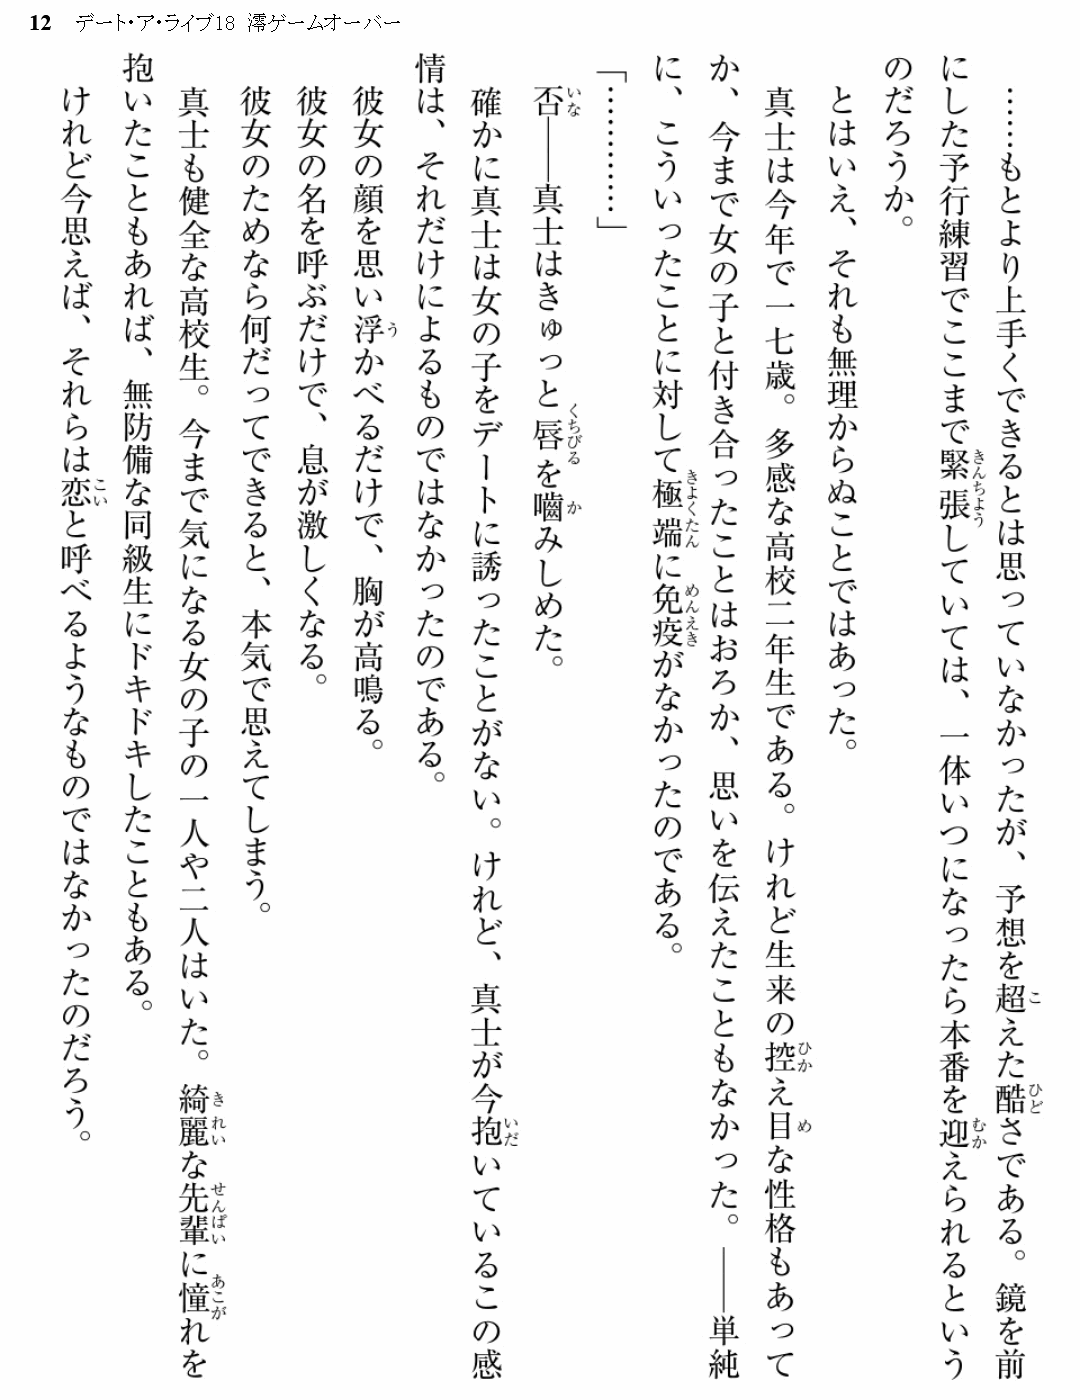 12 デート・ア・ライブ18 澪ゲームオーバー
……もとより上手くできるとは思っていなかったが、予想を超えた酷さである。鏡を前
にした予行練習でここまで緊張していては、一体いつになったら本番を迎えられるという
のだろうか。
とはいえ、それも無理からぬことではあった。
真士は今年で一七歳。多感な高校二年生である。けれど生来の控え目な性格もあって
か、今まで女の子と付き合ったことはおろか、思いを伝えたこともなかった。――単純
に、こういったことに対して極端に免疫がなかったのである。
「…………」
否――真士はきゅっと唇を嚙みしめた。
確かに真士は女の子をデートに誘ったことがない。けれど、真士が今抱いているこの感
情は、それだけによるものではなかったのである。
彼女の顔を思い浮かべるだけで、胸が高鳴る。
彼女の名を呼ぶだけで、息が激しくなる。
彼女のためなら何だってできると、本気で思えてしまう。
真士も健全な高校生。今まで気になる女の子の一人や二人はいた。綺麗な先輩に憧れを
抱いたこともあれば、無防備な同級生にドキドキしたこともある。
けれど今思えば、それらは恋と呼べるようなものではなかったのだろう。